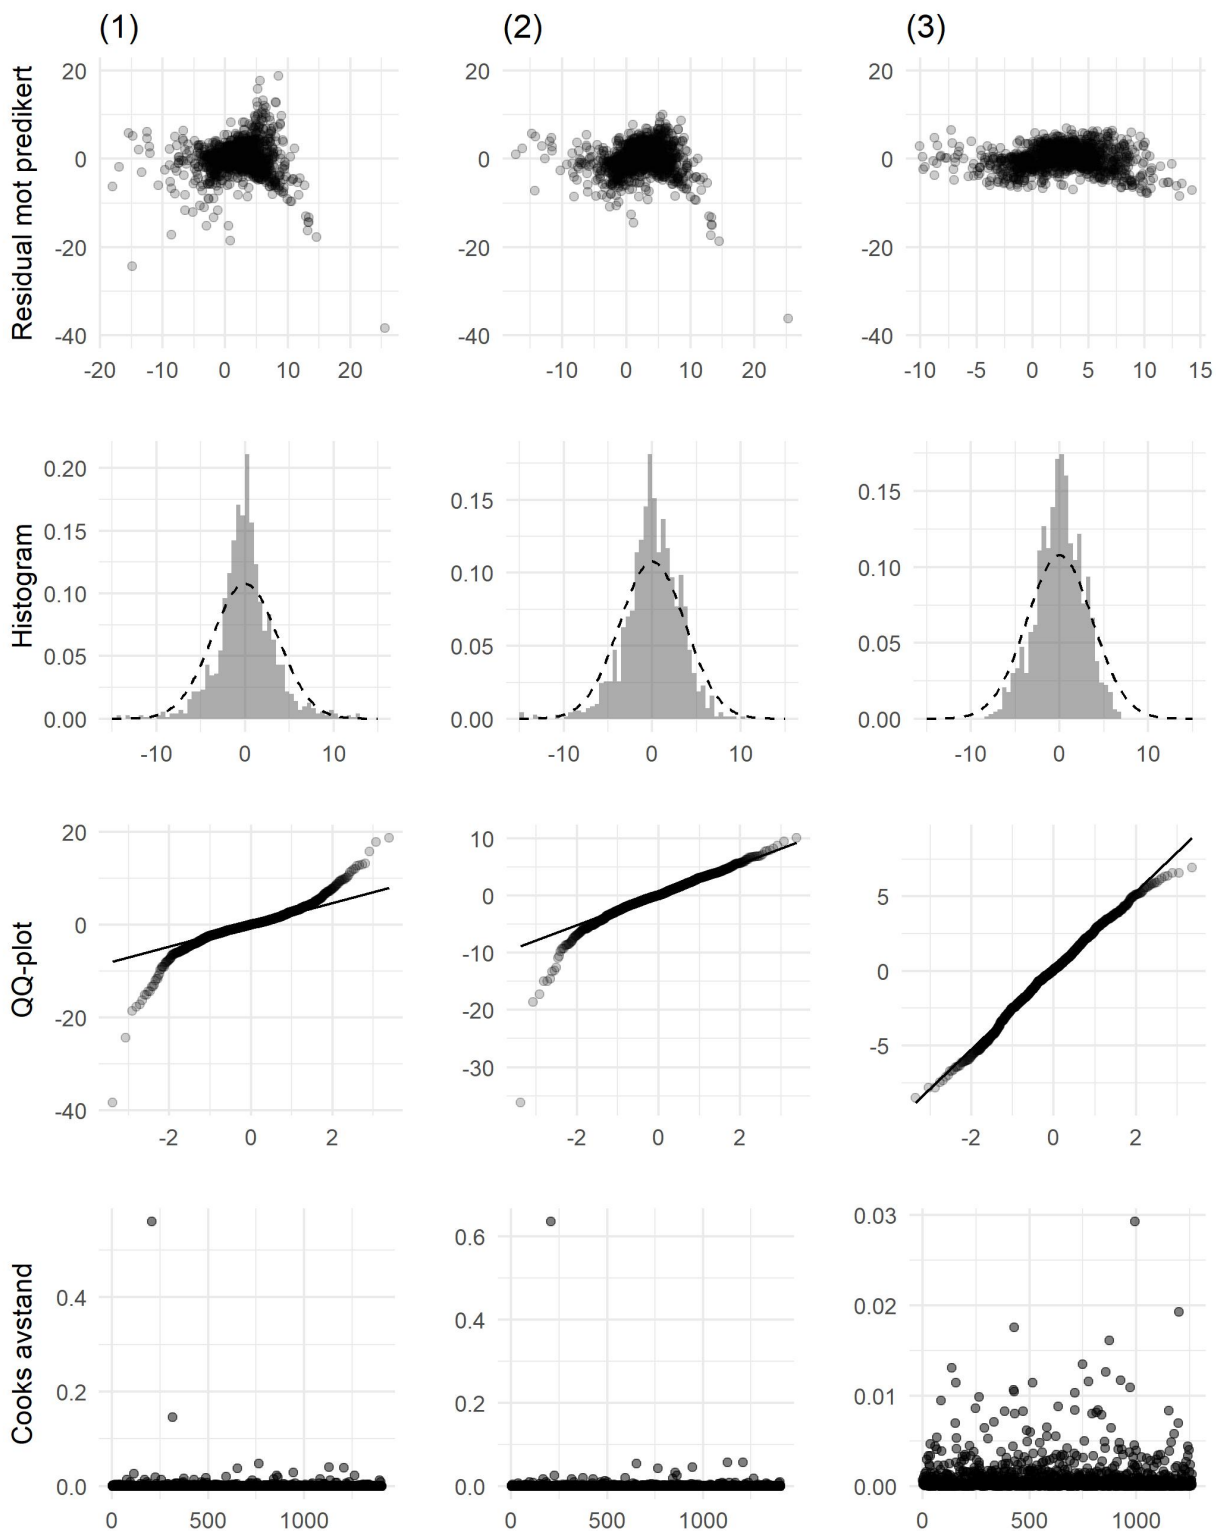 (1) (2) (3)
Residual mot predikert
20 20 20
0 0 0
-20 -20 -20
-40 -40 -40
-20 -10 0 10 20 -10 0 10 20 -10 -5 0 5 10 15
Histogram
0.20
0.15 0.15 0.15
0.10 0.10 0.10
0.05 0.05 0.05
0.00 0.00 0.00
-10 0 10 -10 0 10 -10 0 10
QQ-plot
20 10
0 0 5
-20 -10 0
-40 -20 -5
-30
-2 0 2 -2 0 2 -2 0 2
Cooks avstand
0.6 0.03
0.4 0.4 0.02
0.2 0.2 0.01
0.0 0.0 0.00
0 500 1000 0 500 1000 0 500 1000